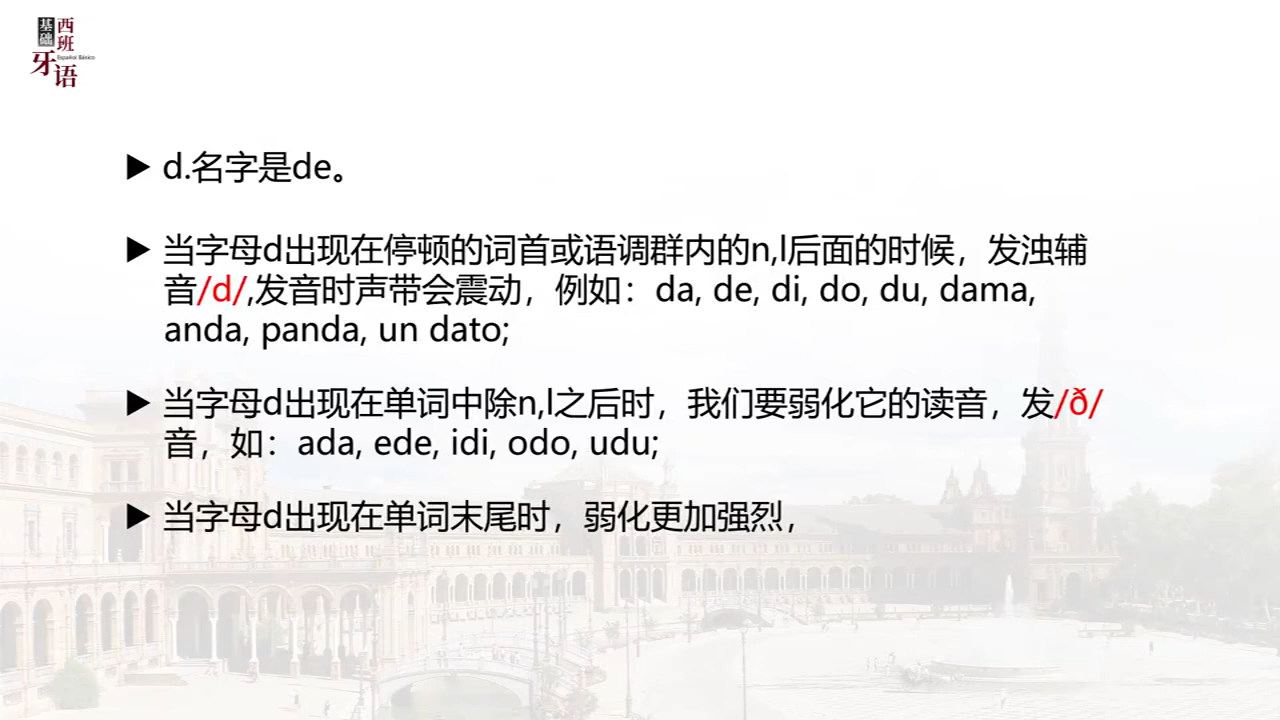 基础
西班
牙语
Español Básico
d.名字是de。
当字母d出现在停顿的词首或语调群内的n,l后面的时候，发浊辅
音/d/,发音时声带会震动，例如：da, de, di, do, du, dama,
anda, panda, un dato;
当字母d出现在单词中除n,l之后时，我们要弱化它的读音，发/ð/
音，如：ada, ede, idi, odo, udu;
当字母d出现在单词末尾时，弱化更加强烈，